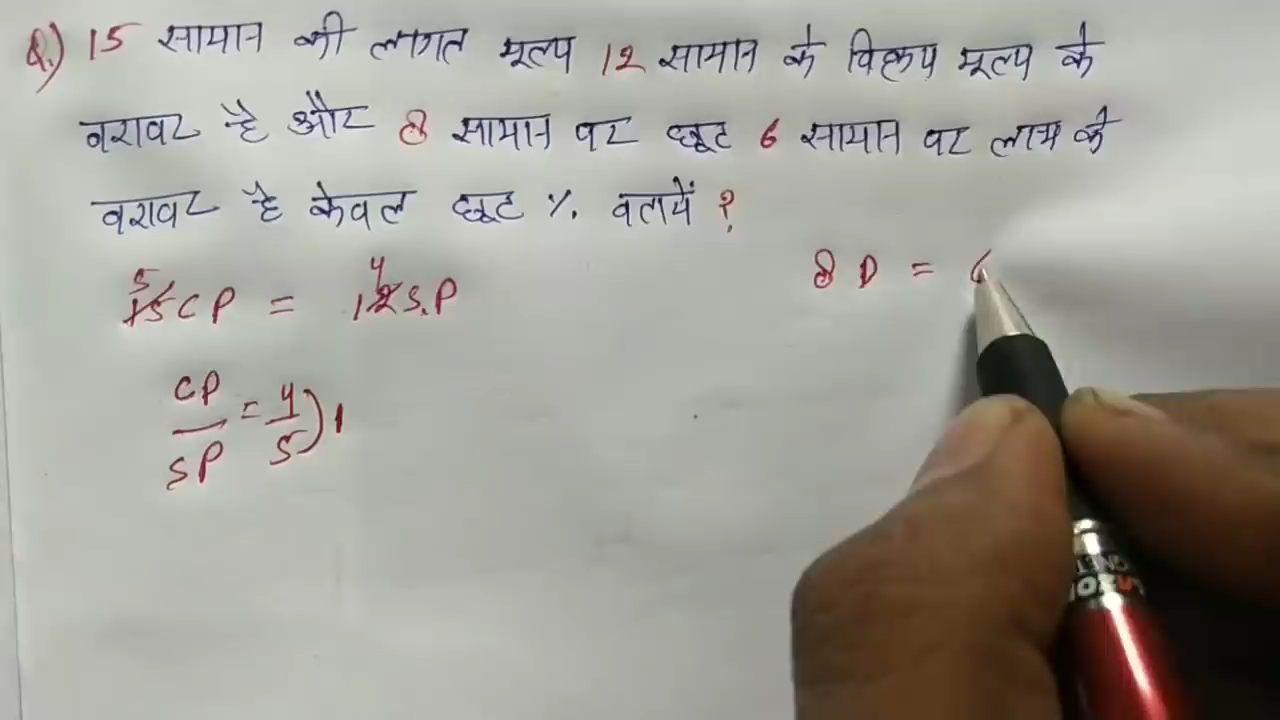 Q.) 15 सामान की लागत मूल्य 12 सामान के विक्रय मूल्य के
बराबर है और 8 सामान पर छूट 6 सामान पर लाभ के
बराबर है केवल छूट % बतायें ?
5 4
15 CP = 12 S.P
8 D = 6
CP/SP = 4/5 ) 1